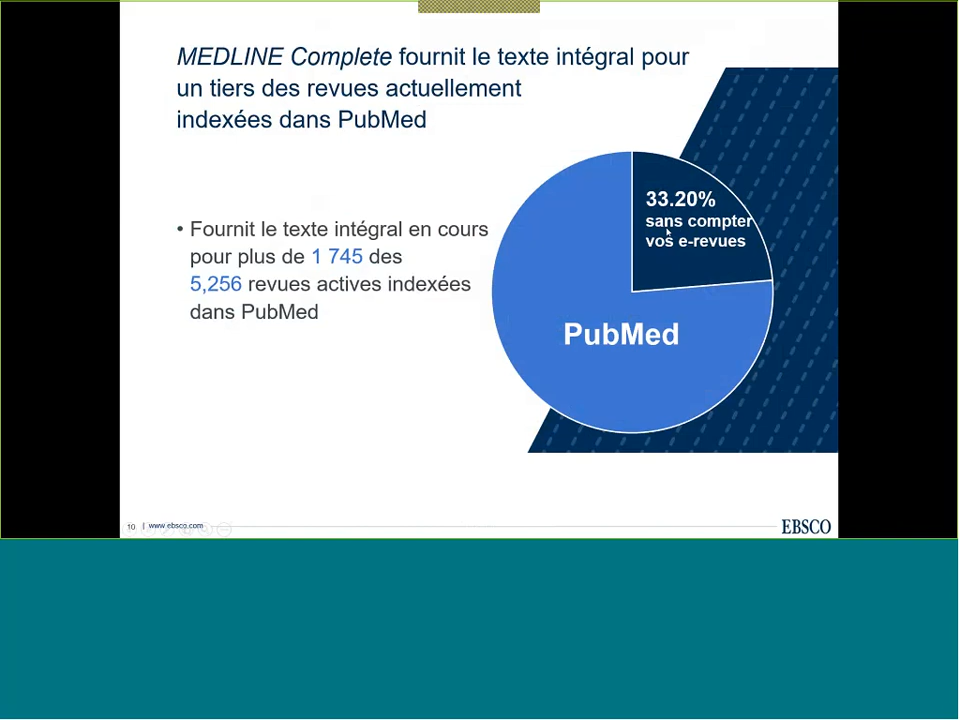 MEDLINE Complete fournit le texte intégral pour
un tiers des revues actuellement
indexées dans PubMed
• Fournit le texte intégral en cours
pour plus de 1 745 des
5,256 revues actives indexées
dans PubMed
33.20%
sans compter
vos e-revues
PubMed
10 | www.ebsco.com
EBSCO